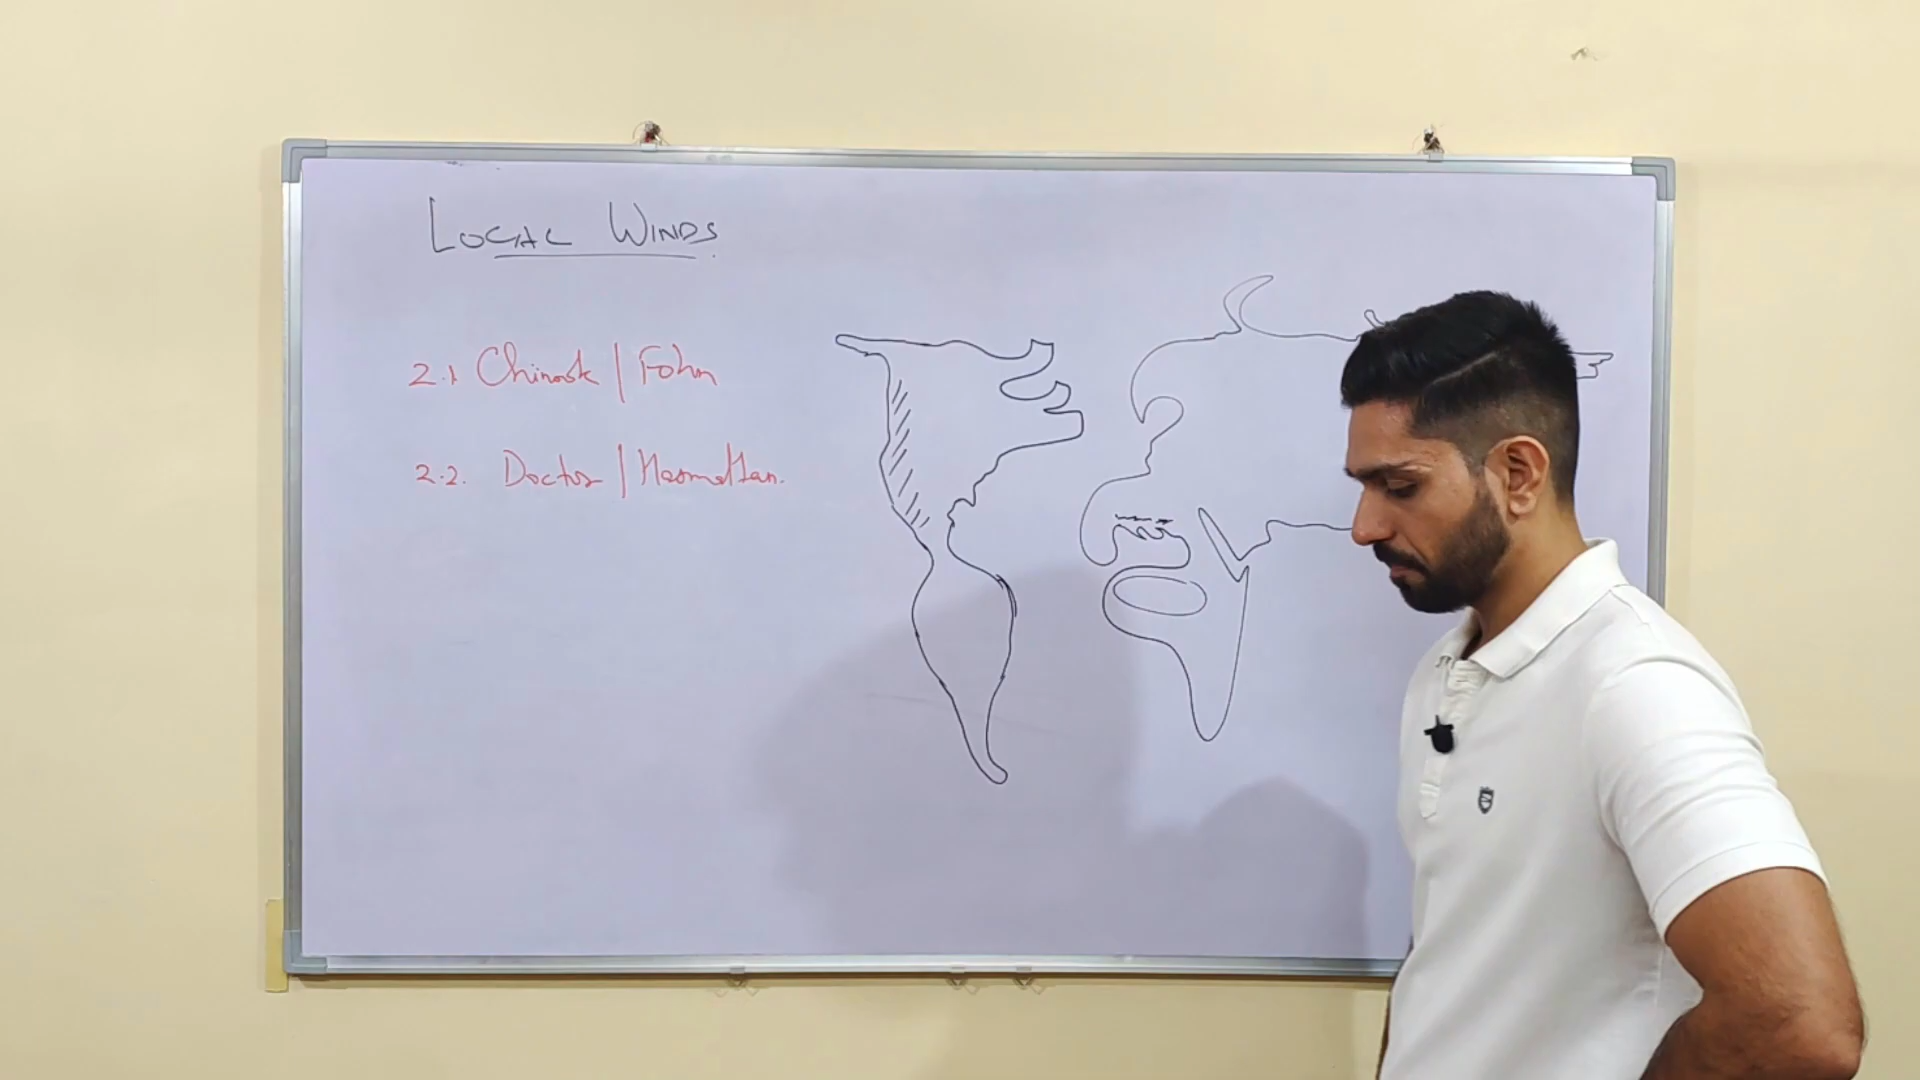 LOCAL WINDS.
2.1 Chinook / Fohn
2.2. Doctor / Harmattan.